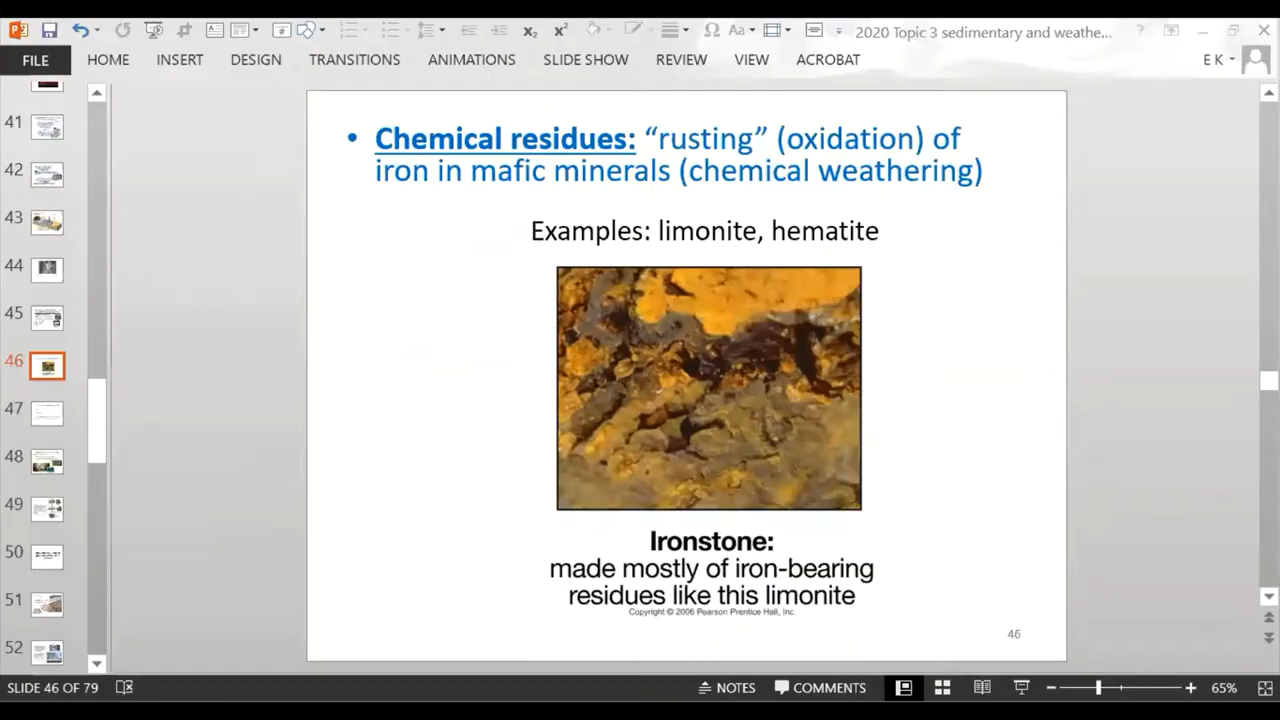 2020 Topic 3 sedimentary and weathe...
FILE HOME INSERT DESIGN TRANSITIONS ANIMATIONS SLIDE SHOW REVIEW VIEW ACROBAT E K
41
42
43
44
45
46
47
48
49
50
51
52
• Chemical residues: “rusting” (oxidation) of
iron in mafic minerals (chemical weathering)
Examples: limonite, hematite
Ironstone:
made mostly of iron-bearing
residues like this limonite
Copyright © 2006 Pearson Prentice Hall, Inc.
46
SLIDE 46 OF 79 NOTES COMMENTS 65%